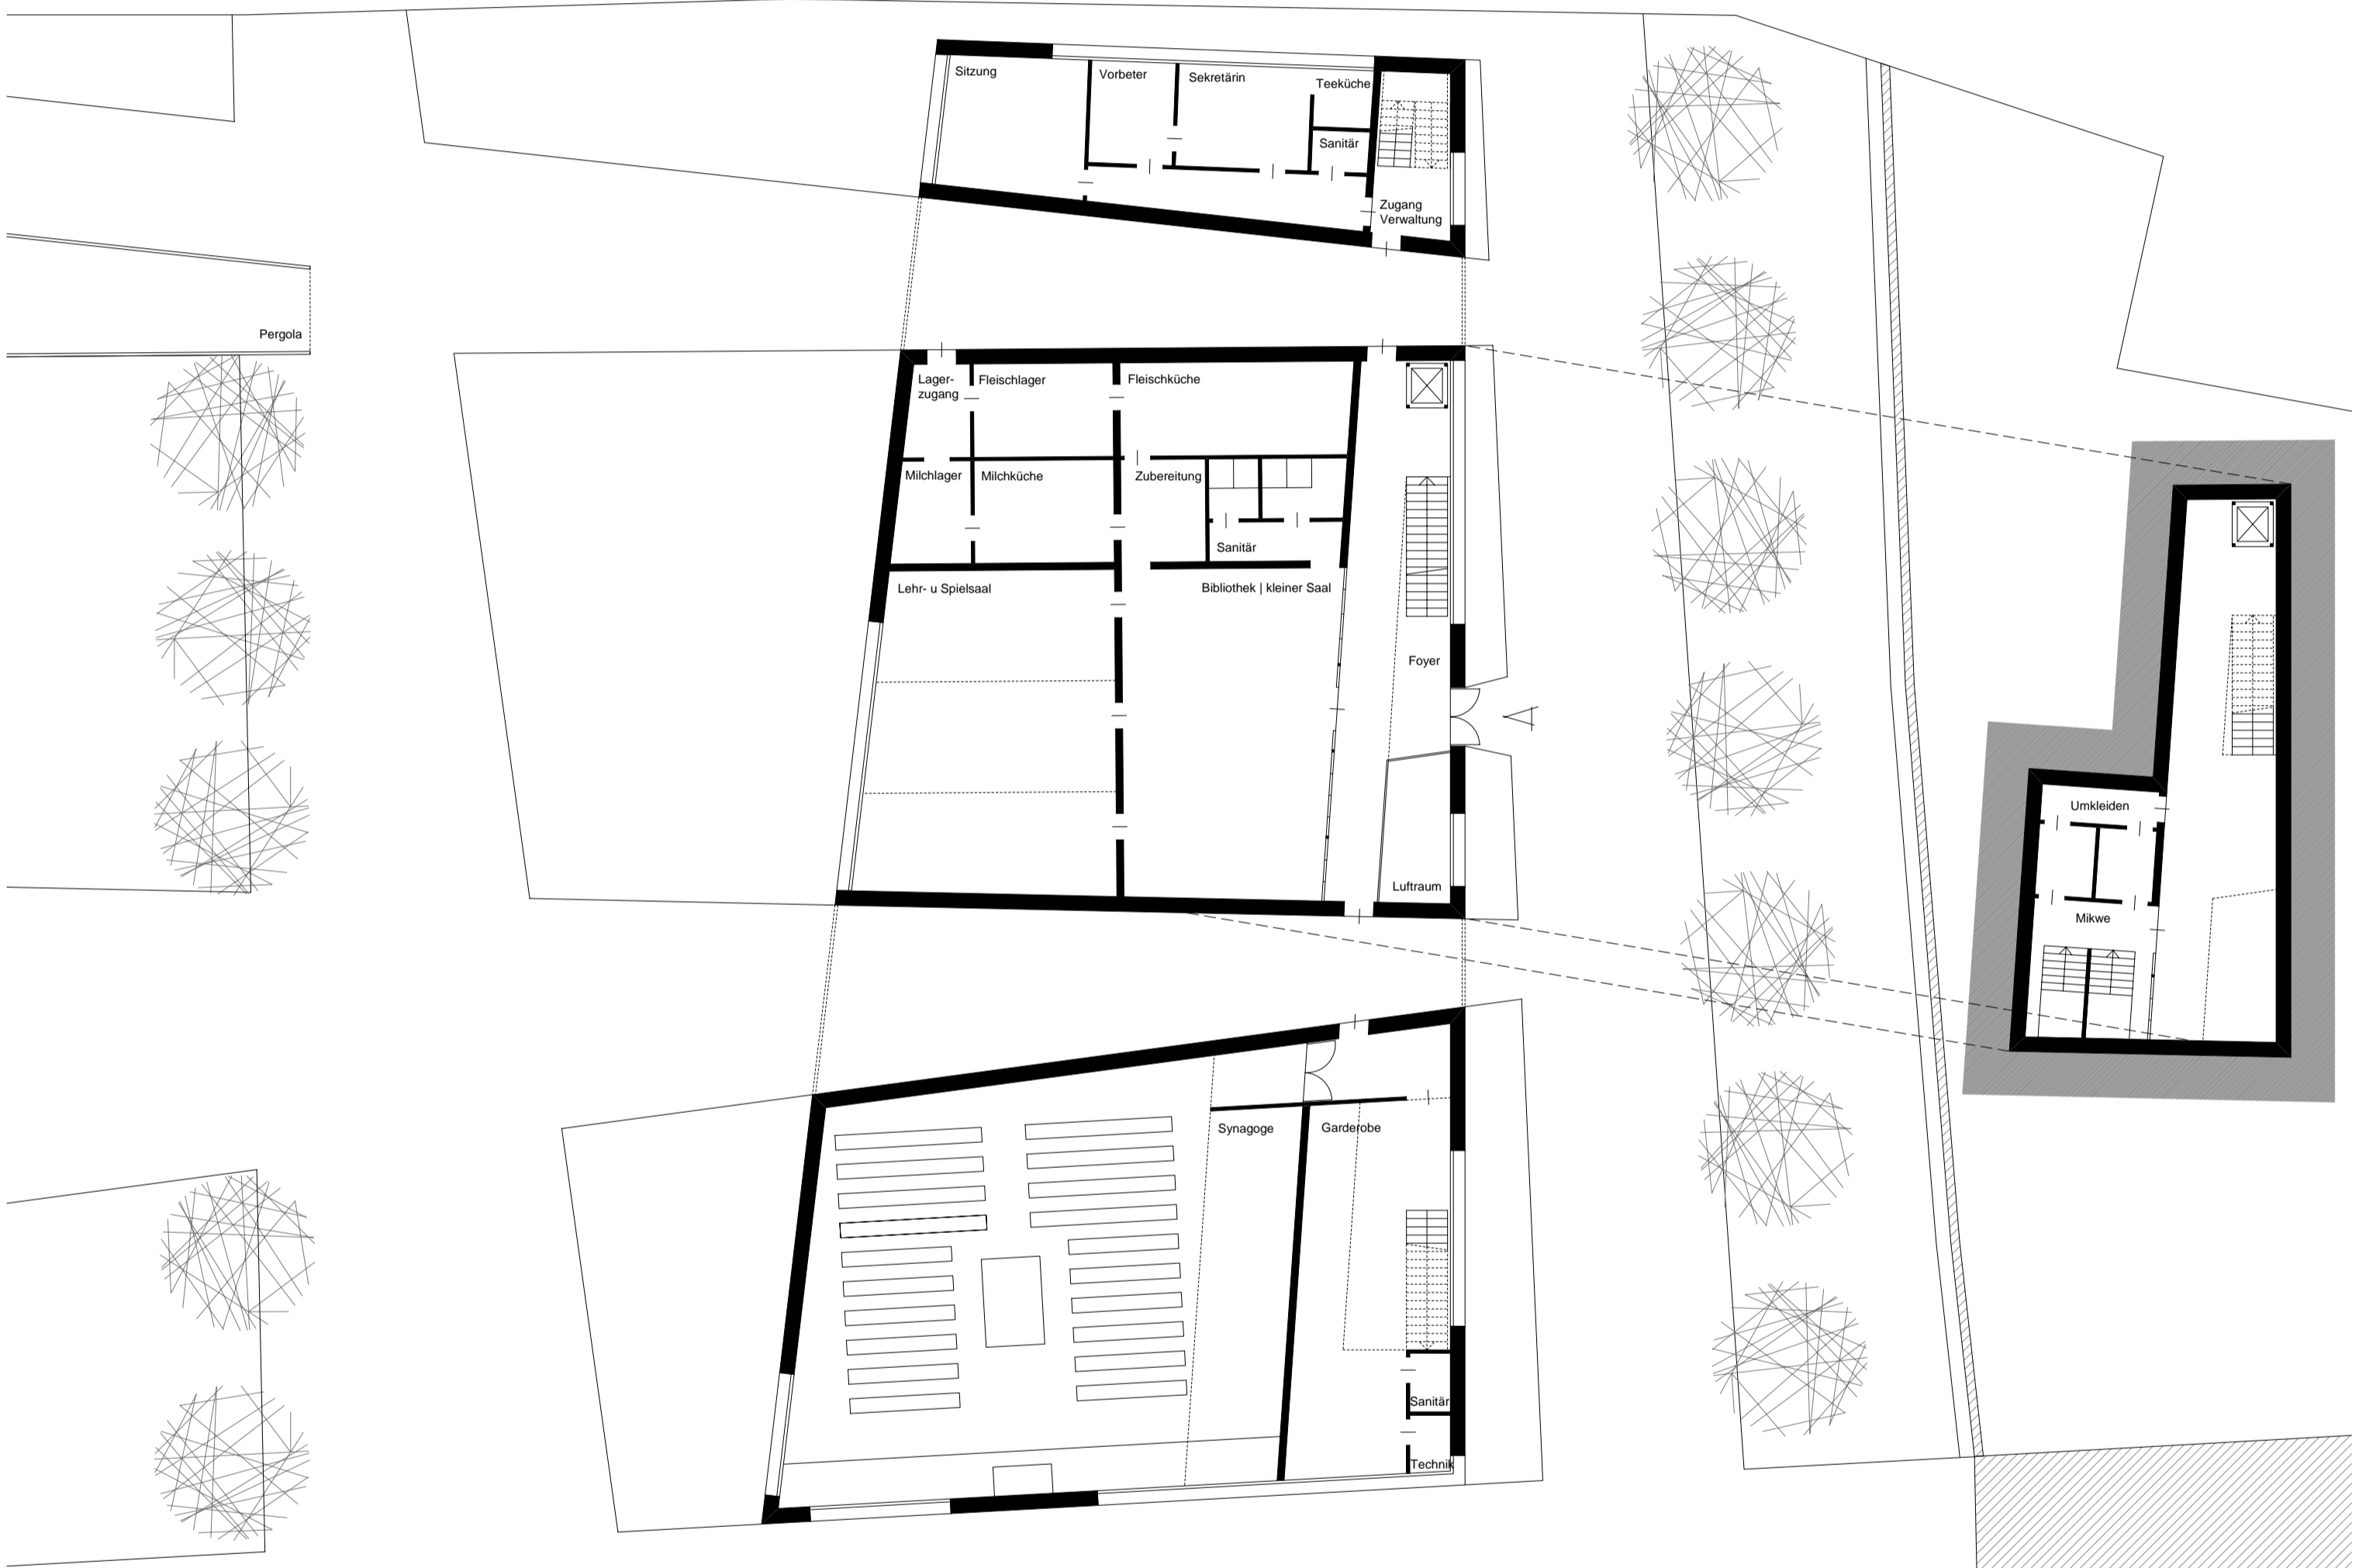 Sitzung
Vorbeter
Sekretärin
Teeküche
Sanitär
Zugang
Verwaltung
Pergola
Lager-
zugang
Fleischlager
Fleischküche
Milchlager
Milchküche
Zubereitung
Sanitär
Lehr- u Spielsaal
Bibliothek | kleiner Saal
Foyer
Luftraum
Umkleiden
Mikwe
Synagoge
Garderobe
Sanitär
Technik